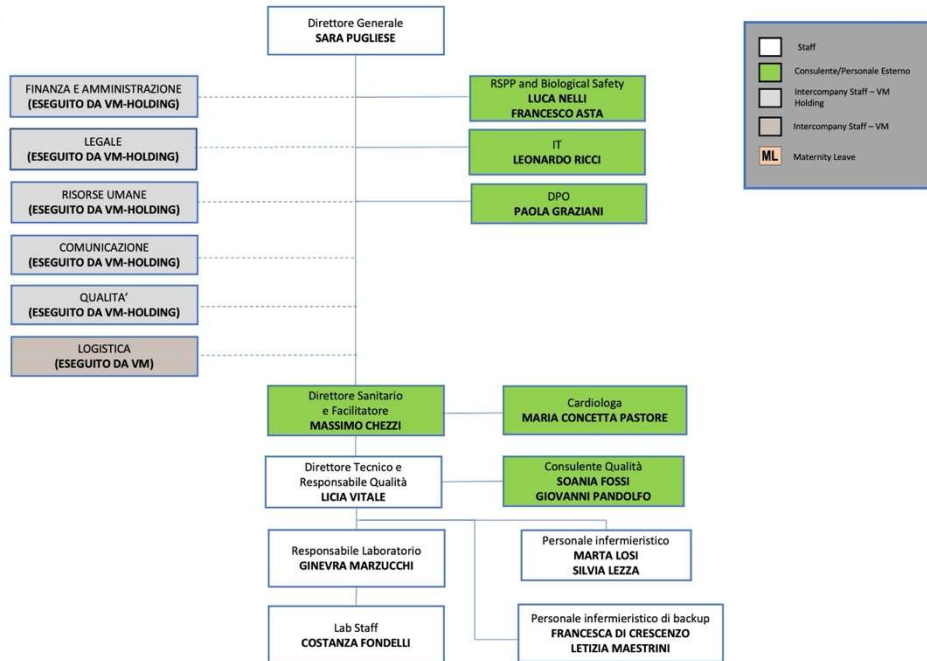 Direttore Generale
SARA PUGLIESE
FINANZA E AMMINISTRAZIONE
(ESEGUITO DA VM-HOLDING)
LEGALE
(ESEGUITO DA VM-HOLDING)
RISORSE UMANE
(ESEGUITO DA VM-HOLDING)
COMUNICAZIONE
(ESEGUITO DA VM-HOLDING)
QUALITA’
(ESEGUITO DA VM-HOLDING)
LOGISTICA
(ESEGUITO DA VM)
RSPP and Biological Safety
LUCA NELLI
FRANCESCO ASTA
IT
LEONARDO RICCI
DPO
PAOLA GRAZIANI
Staff
Consulente/Personale Esterno
Intercompany Staff – VM
Holding
Intercompany Staff – VM
ML Maternity Leave
Direttore Sanitario
e Facilitatore
MASSIMO CHEZZI
Cardiologa
MARIA CONCETTA PASTORE
Direttore Tecnico e
Responsabile Qualità
LICIA VITALE
Consulente Qualità
SOANIA FOSSI
GIOVANNI PANDOLFO
Responsabile Laboratorio
GINEVRA MARZUCCHI
Personale infermieristico
MARTA LOSI
SILVIA LEZZA
Lab Staff
COSTANZA FONDELLI
Personale infermieristico di backup
FRANCESCA DI CRESCENZO
LETIZIA MAESTRINI